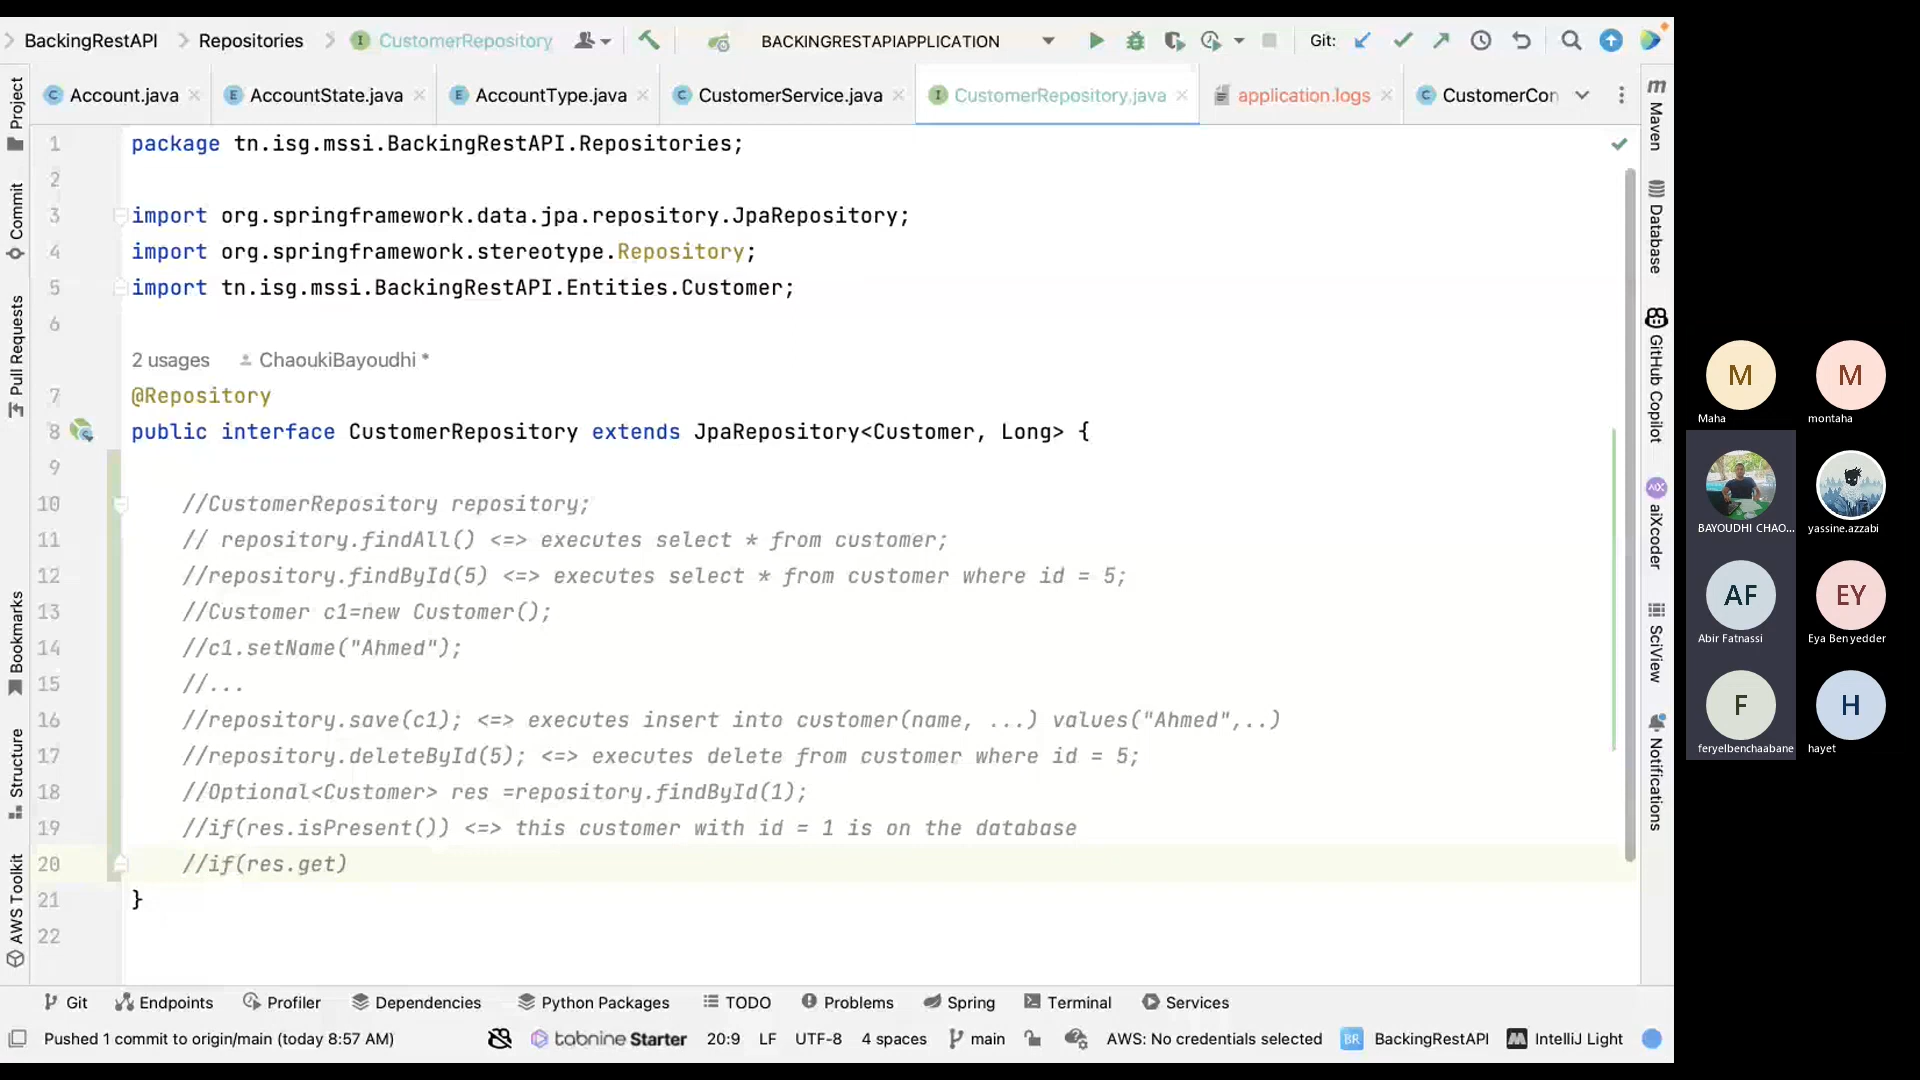 BackingRestAPI Repositories CustomerRepository BACKINGRESTAPIAPPLICATION Git:
Account.java AccountState.java AccountType.java CustomerService.java CustomerRepository.java application.logs CustomerCon
1 package tn.isg.mssi.BackingRestAPI.Repositories;
2
3 import org.springframework.data.jpa.repository.JpaRepository;
4 import org.springframework.stereotype.Repository;
5 import tn.isg.mssi.BackingRestAPI.Entities.Customer;
6
2 usages ChaoukiBayoudhi *
7 @Repository
8 public interface CustomerRepository extends JpaRepository<Customer, Long> {
9
10 //CustomerRepository repository;
11 // repository.findAll() <=> executes select * from customer;
12 //repository.findById(5) <=> executes select * from customer where id = 5;
13 //Customer c1=new Customer();
14 //c1.setName("Ahmed");
15 //...
16 //repository.save(c1); <=> executes insert into customer(name, ...) values("Ahmed",..)
17 //repository.deleteById(5); <=> executes delete from customer where id = 5;
18 //Optional<Customer> res =repository.findById(1);
19 //if(res.isPresent()) <=> this customer with id = 1 is on the database
20 //if(res.get)
21 }
22
Project
Commit
Pull Requests
Bookmarks
Structure
AWS Toolkit
m Maven
Database
GitHub Copilot
aiXcoder
SciView
Notifications
Git Endpoints Profiler Dependencies Python Packages TODO Problems Spring Terminal Services
Pushed 1 commit to origin/main (today 8:57 AM) tabnine Starter 20:9 LF UTF-8 4 spaces main AWS: No credentials selected BR BackingRestAPI IntelliJ Light
M M
Maha montaha
BAYOUDHI CHAO... yassine.azzabi
AF EY
Abir Fatnassi Eya Benyedder
F H
feryelbenchaabane hayet